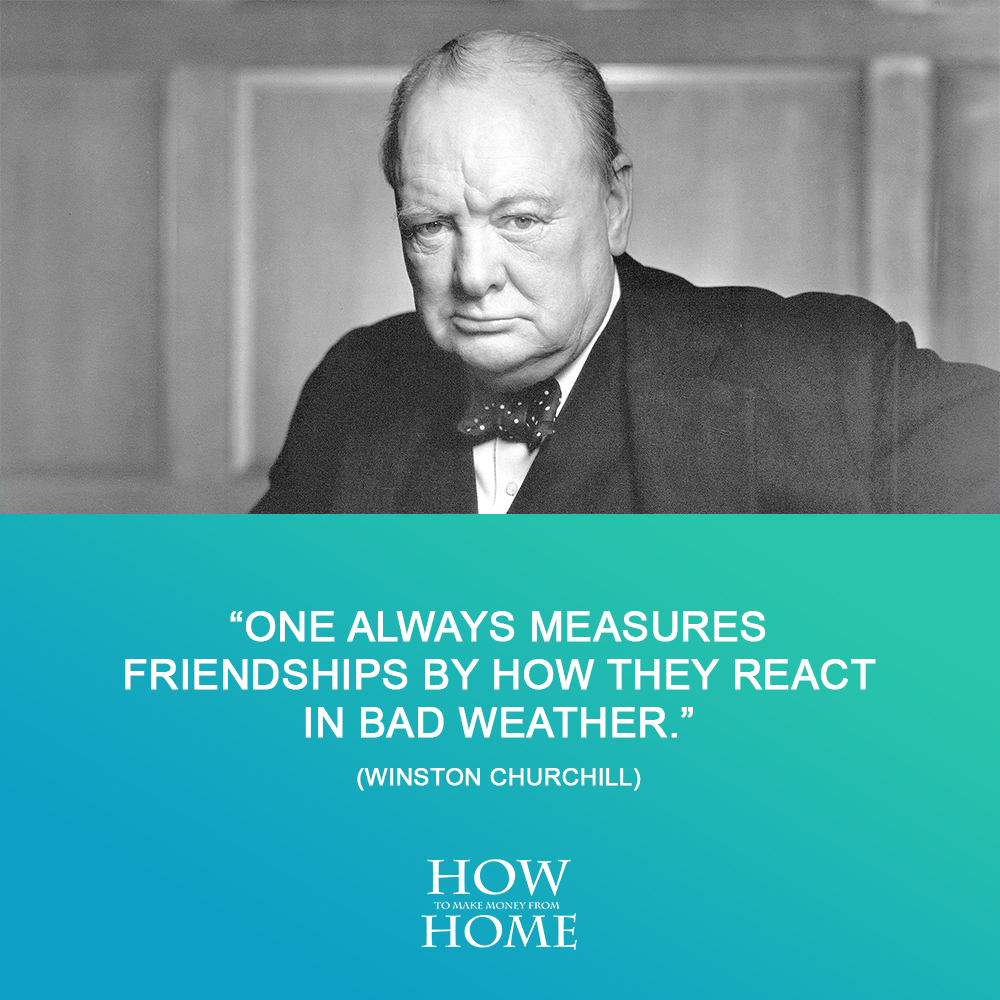 “ONE ALWAYS MEASURES
FRIENDSHIPS BY HOW THEY REACT
IN BAD WEATHER.”
(WINSTON CHURCHILL)
HOW
TO MAKE MONEY FROM
HOME